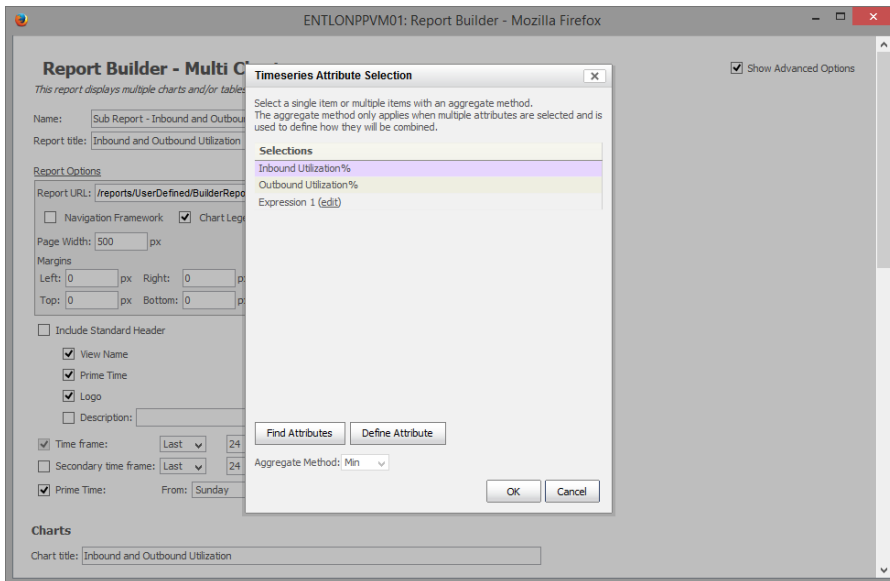 ENTLONPPVM01: Report Builder - Mozilla Firefox
Report Builder - Multi C
Show Advanced Options
This report displays multiple charts and/or tables
Name: Sub Report - Inbound and Outbou
Report title: Inbound and Outbound Utilization
Report Options
Report URL: /reports/UserDefined/BuilderRepo
Navigation Framework Chart Lege
Page Width: 500 px
Margins
Left: 0 px Right: 0 p
Top: 0 px Bottom: 0 p
Include Standard Header
View Name
Prime Time
Logo
Description:
Time frame: Last 24
Secondary time frame: Last 24
Prime Time: From: Sunday
Charts
Chart title: Inbound and Outbound Utilization
Timeseries Attribute Selection
Select a single item or multiple items with an aggregate method.
The aggregate method only applies when multiple attributes are selected and is
used to define how they will be combined.
Selections
Inbound Utilization%
Outbound Utilization%
Expression 1 (edit)
Find Attributes Define Attribute
Aggregate Method: Min
OK Cancel